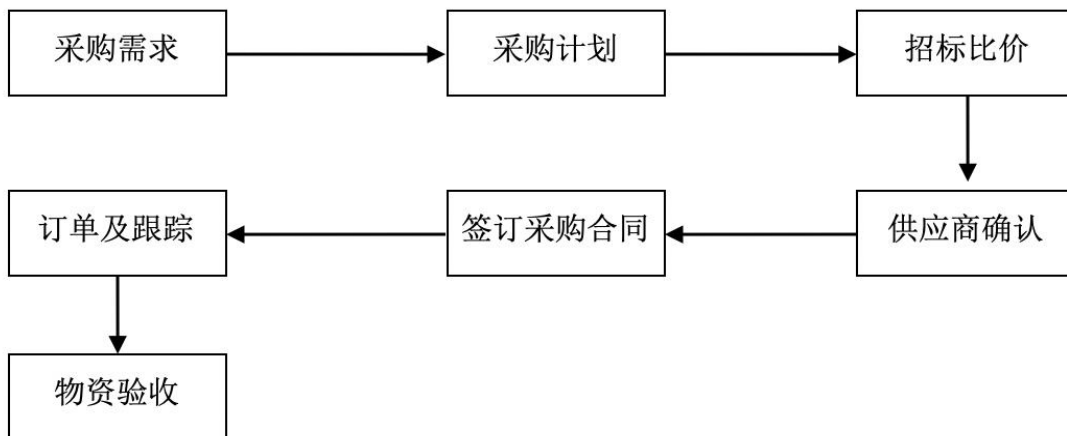 采购需求
采购计划
招标比价
供应商确认
签订采购合同
订单及跟踪
物资验收